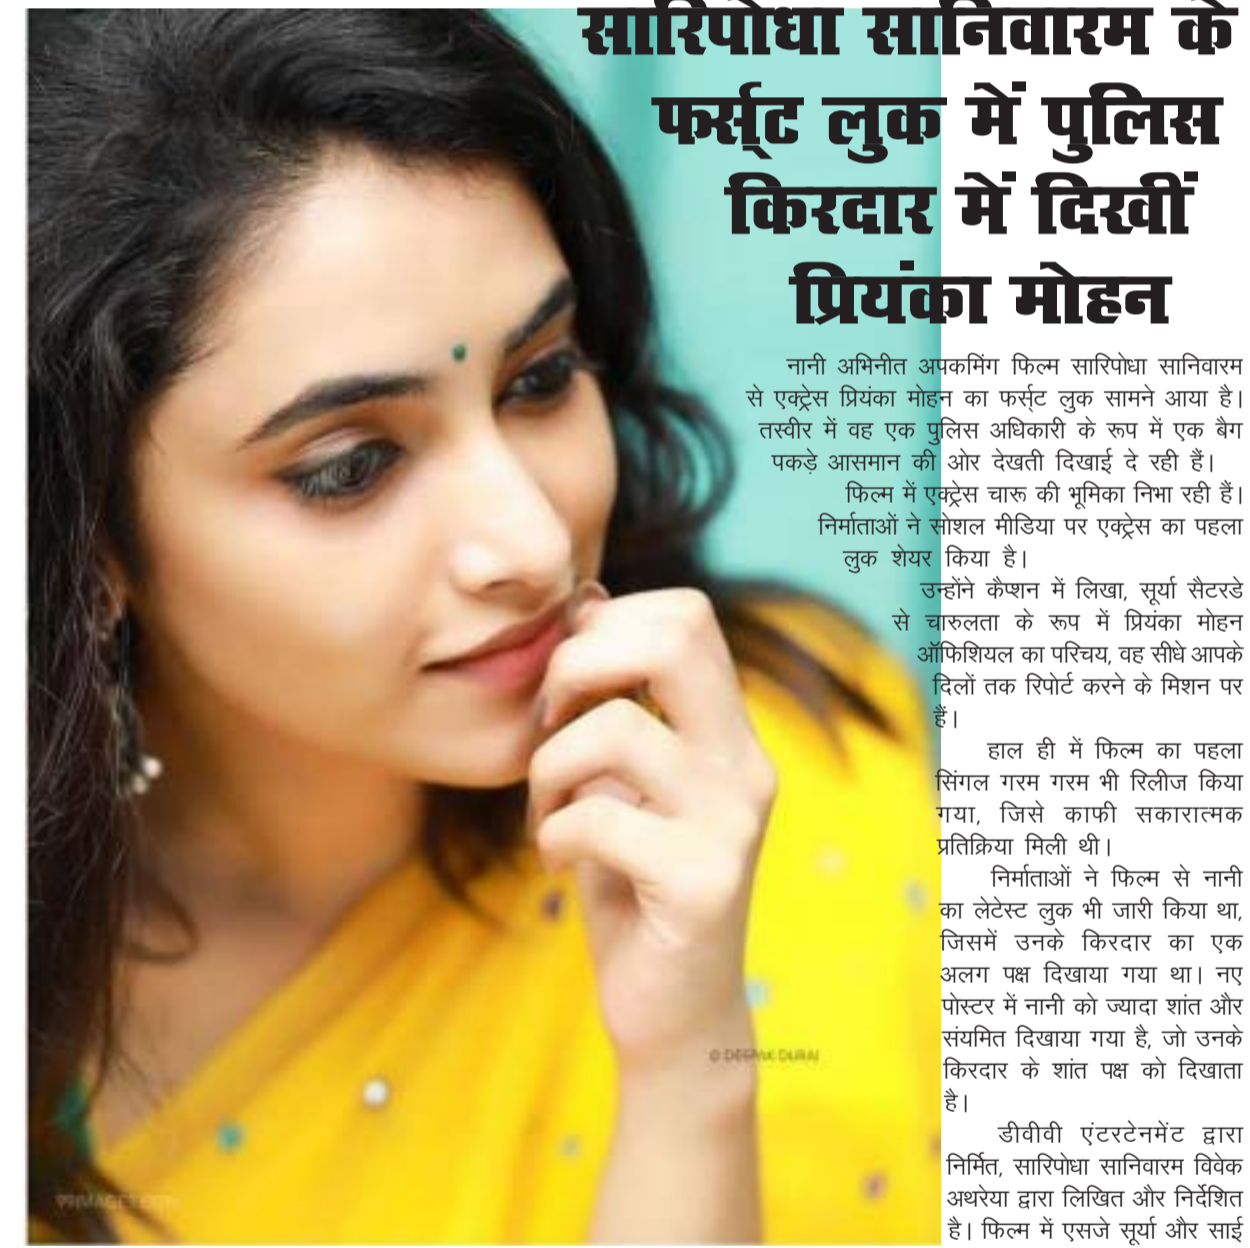 सारिपोधा सानिवारम के
फर्स्ट लुक में पुलिस
किरदार में दिखीं
प्रियंका मोहन
नानी अभिनीत अपकमिंग फिल्म सारिपोधा सानिवारम
से एक्ट्रेस प्रियंका मोहन का फर्स्ट लुक सामने आया है।
तस्वीर में वह एक पुलिस अधिकारी के रूप में एक बैग
पकड़े आसमान की ओर देखती दिखाई दे रही हैं।
फिल्म में एक्ट्रेस चारू की भूमिका निभा रही हैं।
निर्माताओं ने सोशल मीडिया पर एक्ट्रेस का पहला
लुक शेयर किया है।
उन्होंने कैप्शन में लिखा, सूर्या सैटरडे
से चारुलता के रूप में प्रियंका मोहन
ऑफिशियल का परिचय, वह सीधे आपके
दिलों तक रिपोर्ट करने के मिशन पर
हैं।
हाल ही में फिल्म का पहला
सिंगल गरम गरम भी रिलीज किया
गया, जिसे काफी सकारात्मक
प्रतिक्रिया मिली थी।
निर्माताओं ने फिल्म से नानी
का लेटेस्ट लुक भी जारी किया था,
जिसमें उनके किरदार का एक
अलग पक्ष दिखाया गया था। नए
पोस्टर में नानी को ज्यादा शांत और
संयमित दिखाया गया है, जो उनके
किरदार के शांत पक्ष को दिखाता
है।
© DEEPAK DURAI
डीवीवी एंटरटेनमेंट द्वारा
निर्मित, सारिपोधा सानिवारम विवेक
अथरेया द्वारा लिखित और निर्देशित
है। फिल्म में एसजे सूर्या और साई